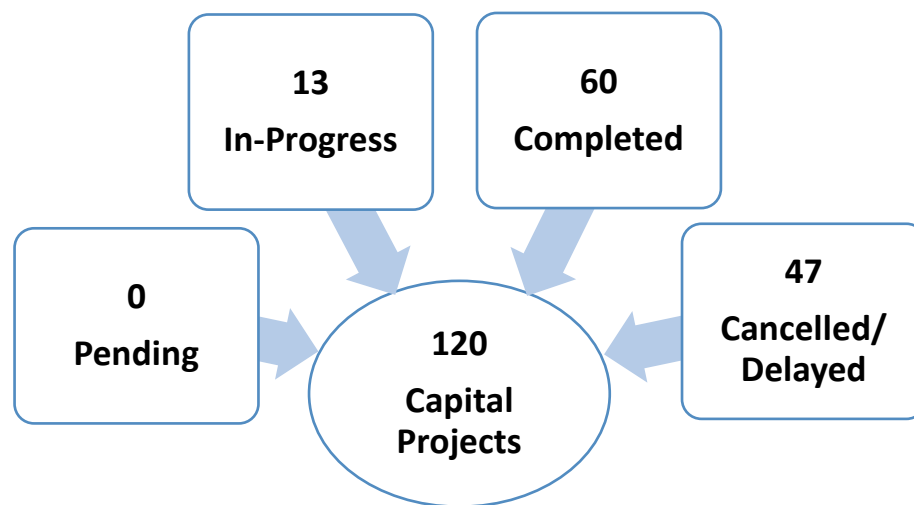 13
In-Progress
60
Completed
0
Pending
47
Cancelled/
Delayed
120
Capital
Projects